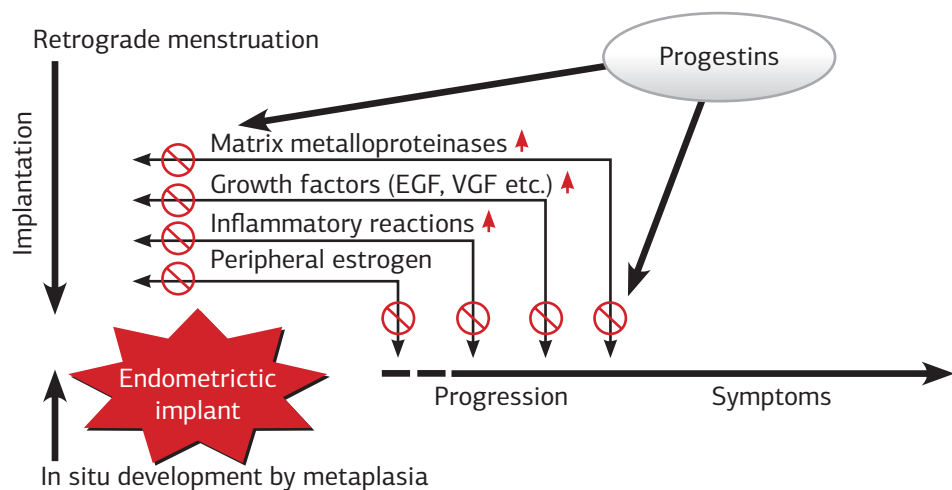 Retrograde menstruation
Progestins
Implantation
Matrix metalloproteinases
Growth factors (EGF, VGF etc.)
Inflammatory reactions
Peripheral estrogen
Endometrictic
implant
Progression
Symptoms
In situ development by metaplasia